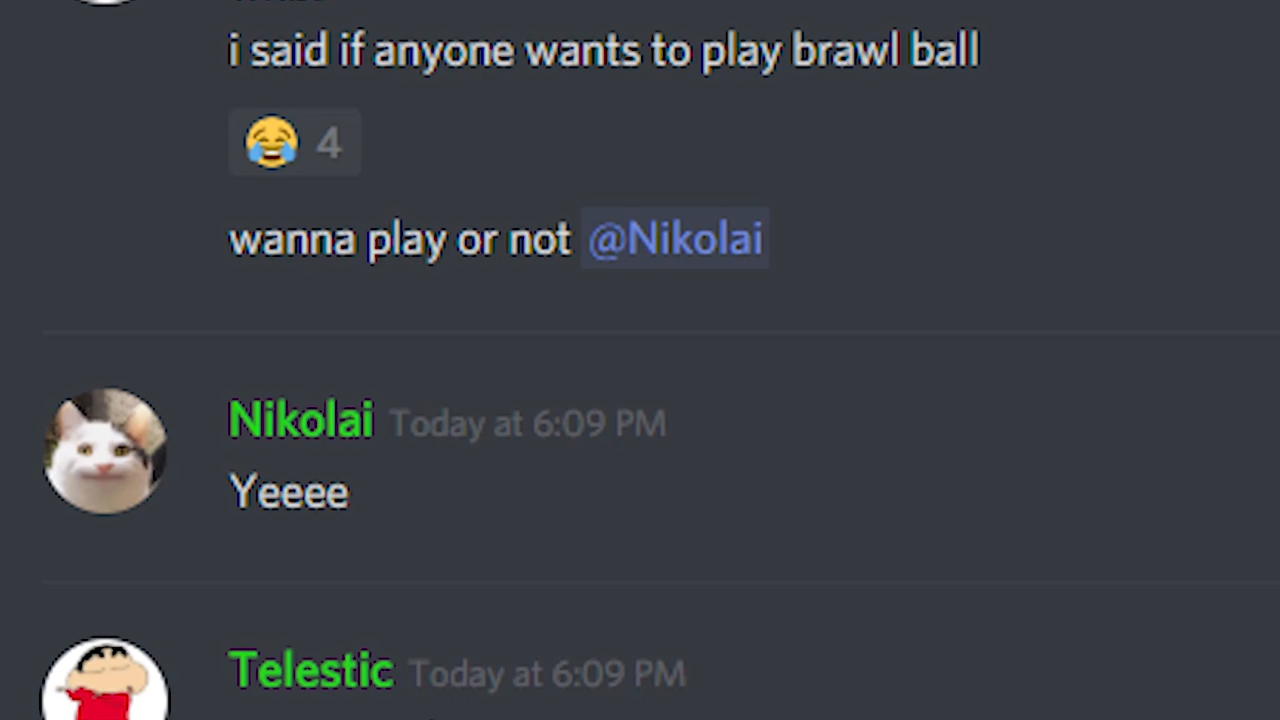 i said if anyone wants to play brawl ball
😂 4
wanna play or not @Nikolai
Nikolai Today at 6:09 PM
Yeeee
Telestic Today at 6:09 PM